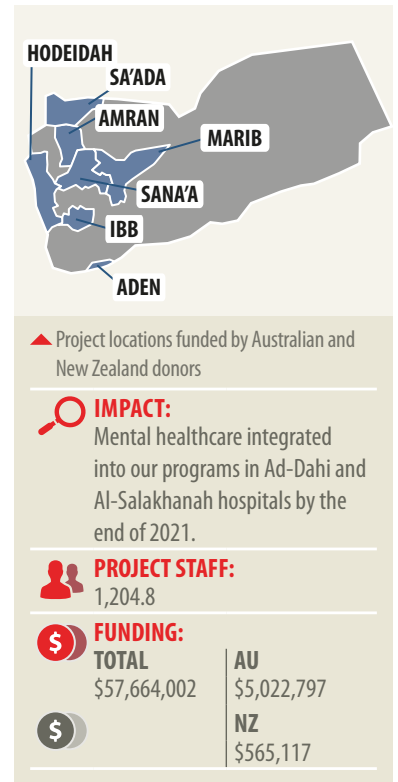 HODEIDAH
SA'ADA
AMRAN
MARIB
SANA'A
IBB
ADEN
Project locations funded by Australian and
New Zealand donors
IMPACT:
Mental healthcare integrated
into our programs in Ad-Dahi and
Al-Salakhanah hospitals by the
end of 2021.
PROJECT STAFF:
1,204.8
$ FUNDING:
TOTAL
$57,664,002
AU
$5,022,797
$
NZ
$565,117